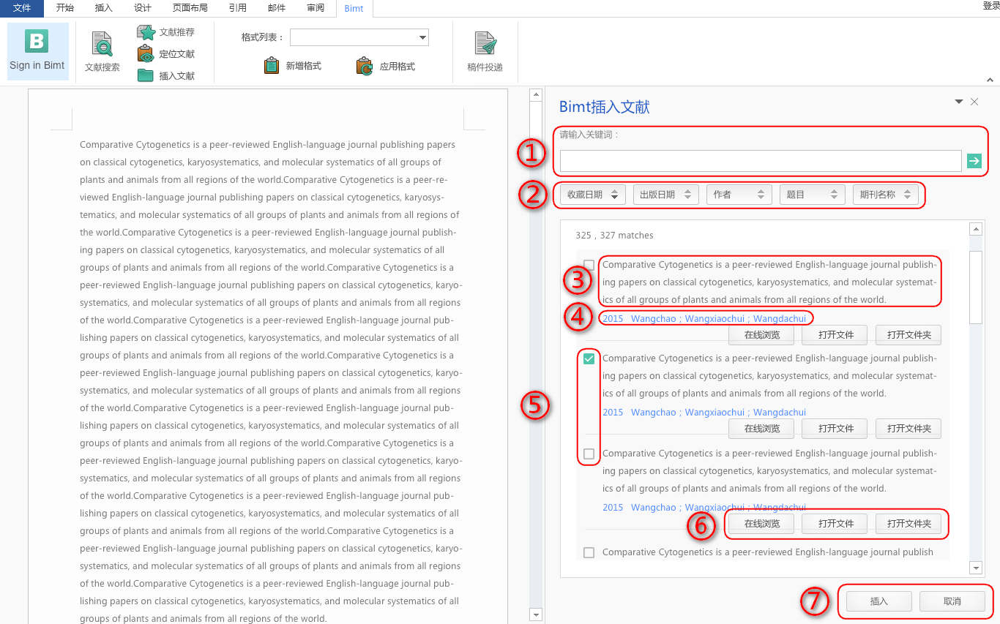 文件 开始 插入 设计 页面布局 引用 邮件 审阅 Bimt 登录
B
Sign in Bimt
文献搜索
文献推荐
定位文献
插入文献
格式列表：
新增格式 应用格式
稿件投递
Comparative Cytogenetics is a peer-reviewed English-language journal publishing papers
on classical cytogenetics, karyosystematics, and molecular systematics of all groups of
plants and animals from all regions of the world.Comparative Cytogenetics is a peer-re-
viewed English-language journal publishing papers on classical cytogenetics, karyosys-
tematics, and molecular systematics of all groups of plants and animals from all regions of
the world.Comparative Cytogenetics is a peer-reviewed English-language journal publish-
ing papers on classical cytogenetics, karyosystematics, and molecular systematics of all
groups of plants and animals from all regions of the world.Comparative Cytogenetics is a
peer-reviewed English-language journal publishing papers on classical cytogenetics, karyo-
systematics, and molecular systematics of all groups of plants and animals from all regions
of the world.Comparative Cytogenetics is a peer-reviewed English-language journal pub-
lishing papers on classical cytogenetics, karyosystematics, and molecular systematics of all
groups of plants and animals from all regions of the world.Comparative Cytogenetics is a
peer-reviewed English-language journal publishing papers on classical cytogenetics, karyo-
systematics, and molecular systematics of all groups of plants and animals from all regions
of the world.Comparative Cytogenetics is a peer-reviewed English-language journal pub-
lishing papers on classical cytogenetics, karyosystematics, and molecular systematics of all
groups of plants and animals from all regions of the world.Comparative Cytogenetics is a
peer-reviewed English-language journal publishing papers on classical cytogenetics, karyo-
systematics, and molecular systematics of all groups of plants and animals from all regions
of the world.Comparative Cytogenetics is a peer-reviewed English-language journal pub-
lishing papers on classical cytogenetics, karyosystematics, and molecular systematics of all
groups of plants and animals from all regions of the world.Comparative Cytogenetics is a
peer-reviewed English-language journal publishing papers on classical cytogenetics, karyo-
systematics, and molecular systematics of all groups of plants and animals from all regions
of the world.Comparative Cytogenetics is a peer-reviewed English-language journal pub-
lishing papers on classical cytogenetics, karyosystematics, and molecular systematics of all
groups of plants and animals from all regions of the world.
Bimt插入文献
请输入关键词：
①
② 收藏日期 出版日期 作者 题目 期刊名称
325 , 327 matches
③ Comparative Cytogenetics is a peer-reviewed English-language journal publish-
ing papers on classical cytogenetics, karyosystematics, and molecular systemat-
ics of all groups of plants and animals from all regions of the world.
④ 2015 Wangchao ; Wangxiaochui ; Wangdachui
在线浏览 打开文件 打开文件夹
Comparative Cytogenetics is a peer-reviewed English-language journal publish-
ing papers on classical cytogenetics, karyosystematics, and molecular systemat-
ics of all groups of plants and animals from all regions of the world.
⑤ 2015 Wangchao ; Wangxiaochui ; Wangdachui
在线浏览 打开文件 打开文件夹
Comparative Cytogenetics is a peer-reviewed English-language journal publish-
ing papers on classical cytogenetics, karyosystematics, and molecular systemat-
ics of all groups of plants and animals from all regions of the world.
2015 Wangchao ; Wangxiaochui ; Wangdachui
⑥ 在线浏览 打开文件 打开文件夹
Comparative Cytogenetics is a peer-reviewed English-language journal publish
⑦ 插入 取消